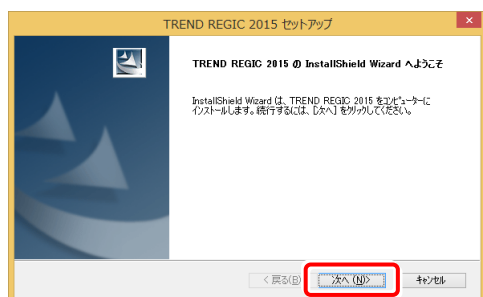 TREND REGIC 2015 セットアップ
TREND REGIC 2015 の InstallShield Wizard へようこそ
InstallShield Wizard は、TREND REGIC 2015 をコンピューターに
インストールします。続行するには、[次へ] をクリックしてください。
< 戻る(B)
次へ (N)>
キャンセル